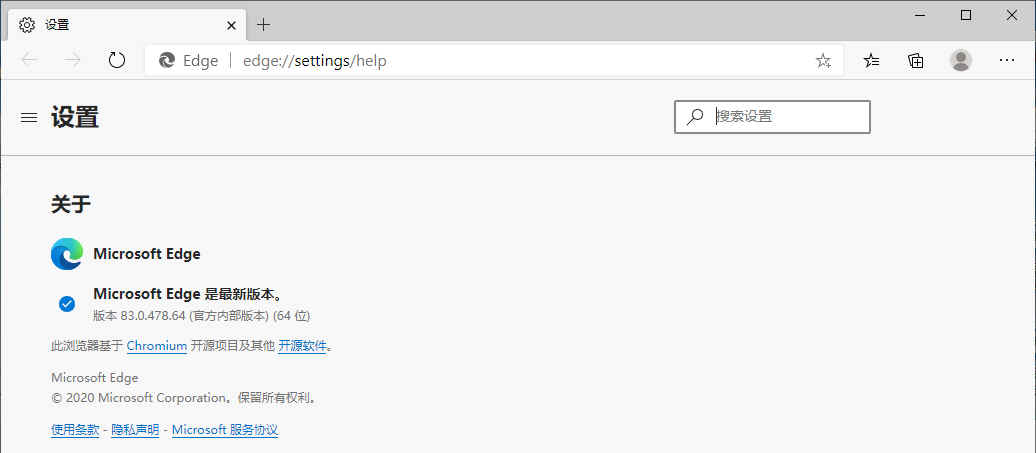 设置
Edge | edge://settings/help
设置
搜索设置
关于
Microsoft Edge
Microsoft Edge 是最新版本。
版本 83.0.478.64 (官方内部版本) (64 位)
此浏览器基于 Chromium 开源项目及其他 开源软件。
Microsoft Edge
© 2020 Microsoft Corporation。保留所有权利。
使用条款 - 隐私声明 - Microsoft 服务协议